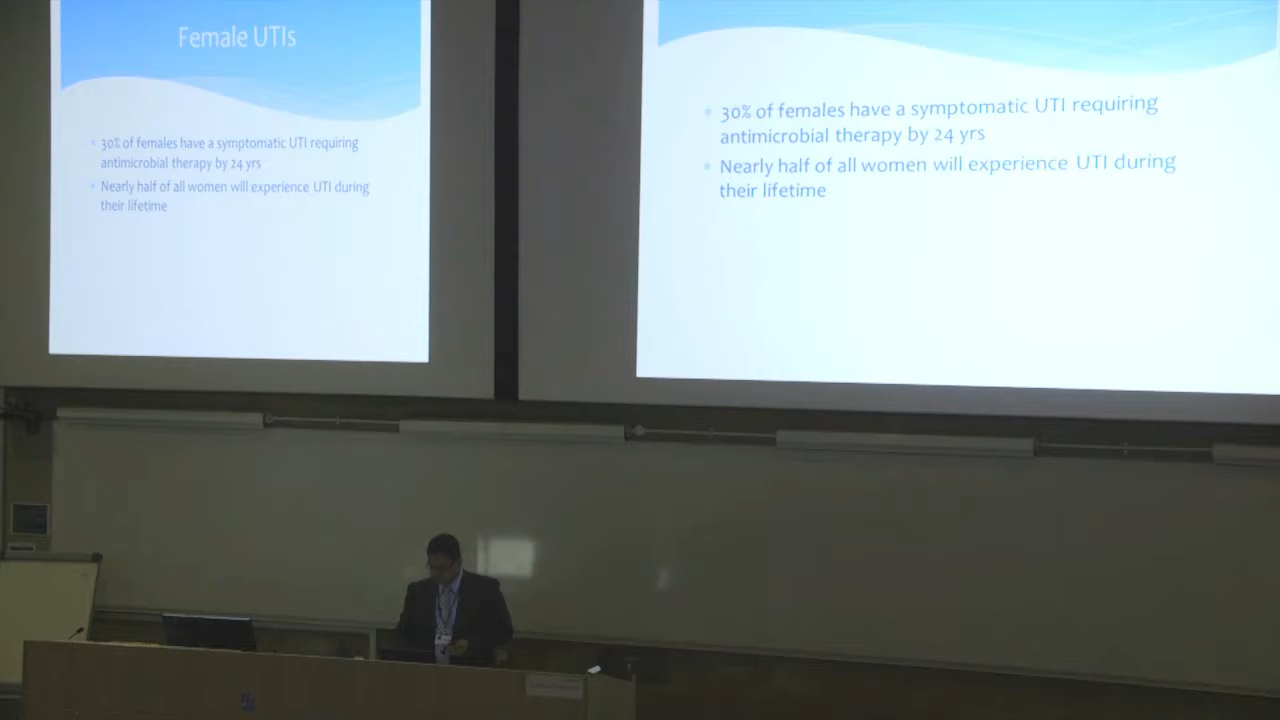 Female UTIs
30% of females have a symptomatic UTI requiring
antimicrobial therapy by 24 yrs
Nearly half of all women will experience UTI during
their lifetime
30% of females have a symptomatic UTI requiring
antimicrobial therapy by 24 yrs
Nearly half of all women will experience UTI during
their lifetime